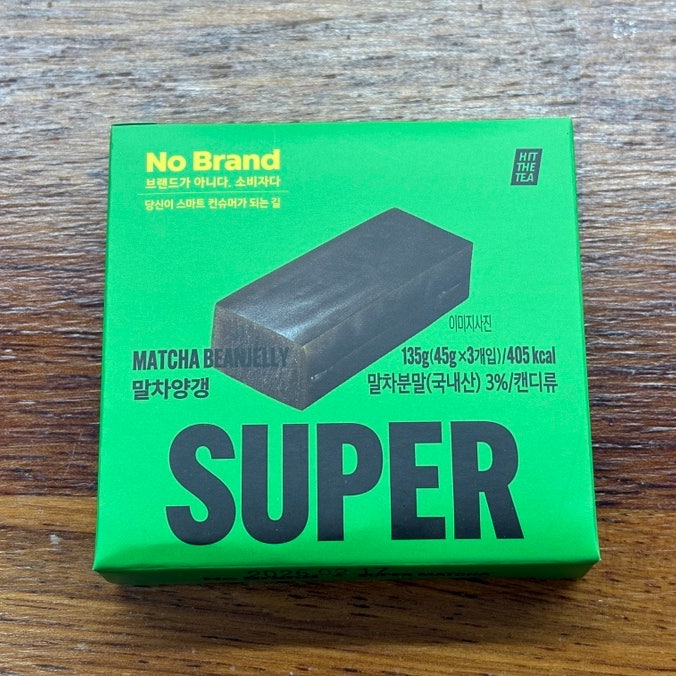 No Brand
브랜드가 아니다. 소비자다
당신이 스마트 컨슈머가 되는 길
HIT
THE
TEA
이미지사진
MATCHA BEANJELLY
135g(45g×3개입)/405 kcal
말차양갱
말차분말(국내산) 3%/캔디류
SUPER